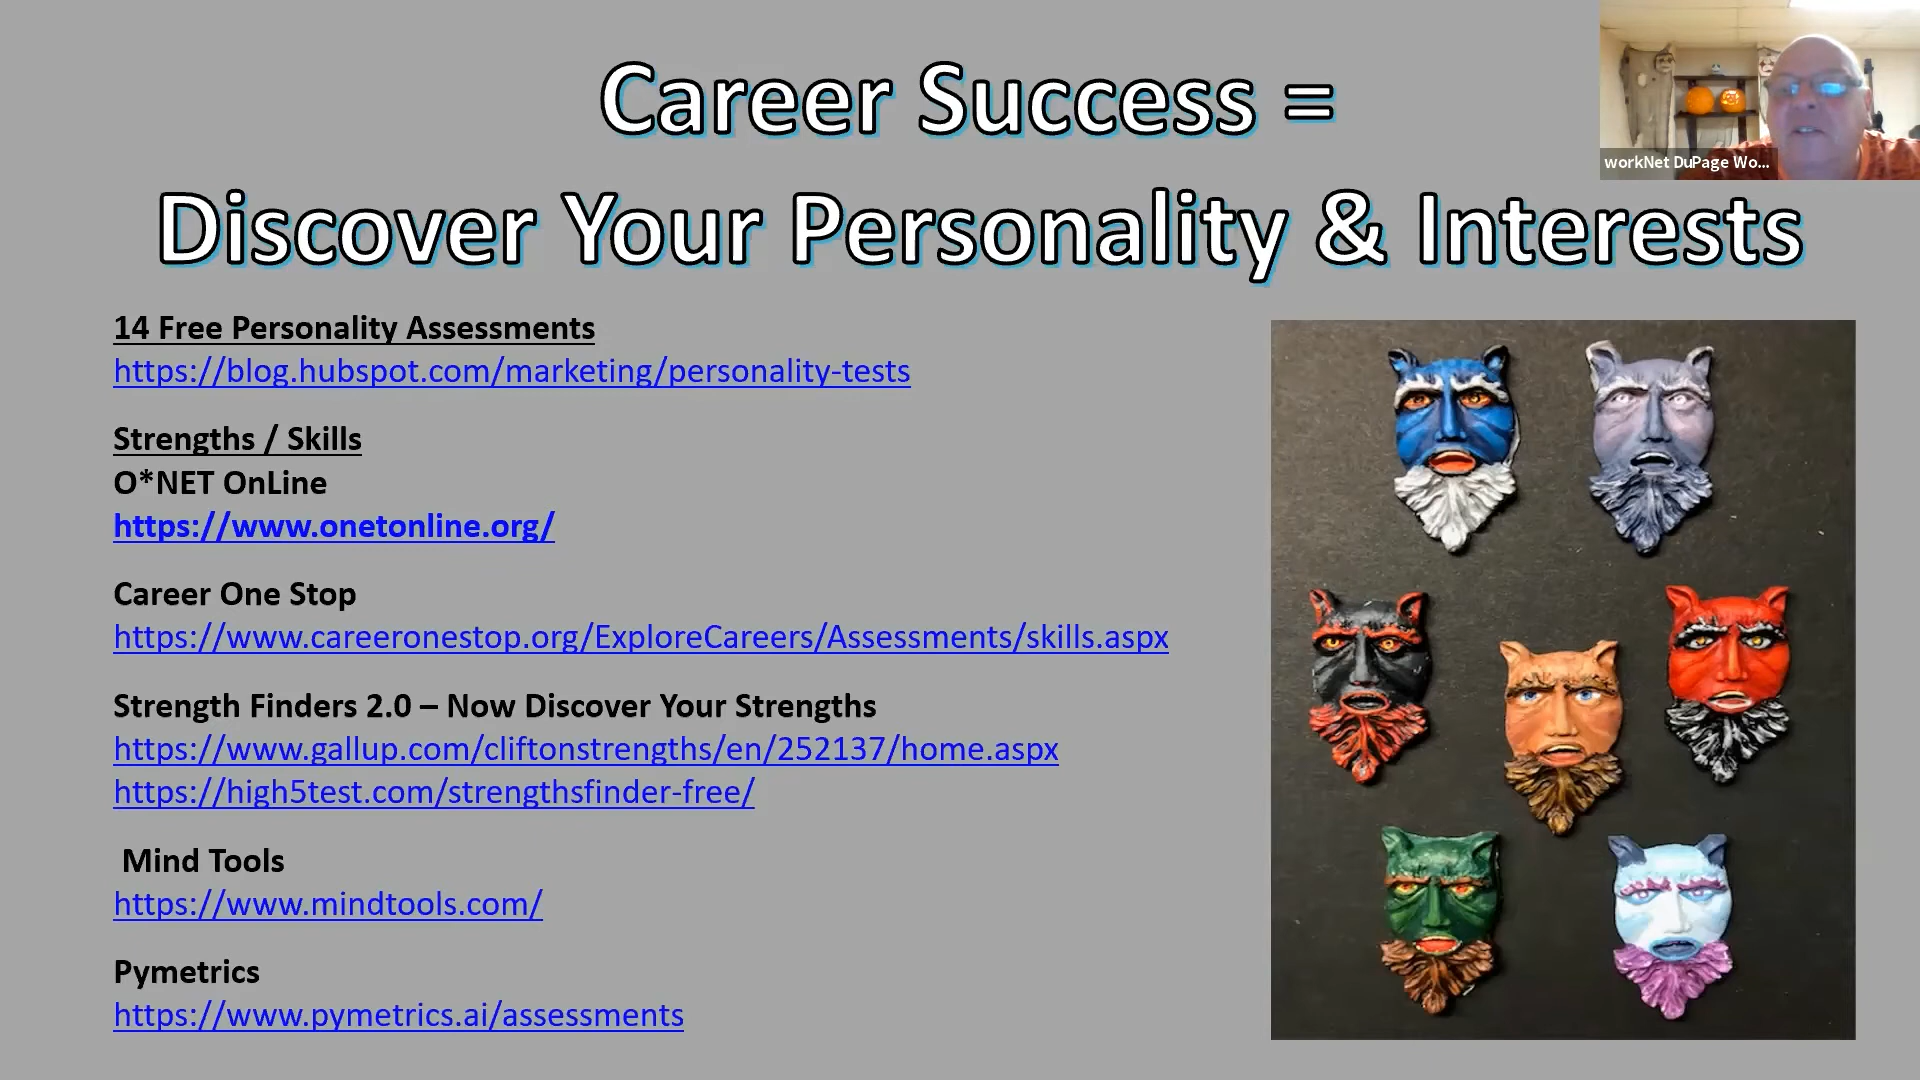 Career Success =
Discover Your Personality & Interests
workNet DuPage Wo...
14 Free Personality Assessments
https://blog.hubspot.com/marketing/personality-tests
Strengths / Skills
O*NET OnLine
https://www.onetonline.org/
Career One Stop
https://www.careeronestop.org/ExploreCareers/Assessments/skills.aspx
Strength Finders 2.0 – Now Discover Your Strengths
https://www.gallup.com/cliftonstrengths/en/252137/home.aspx
https://high5test.com/strengthsfinder-free/
Mind Tools
https://www.mindtools.com/
Pymetrics
https://www.pymetrics.ai/assessments